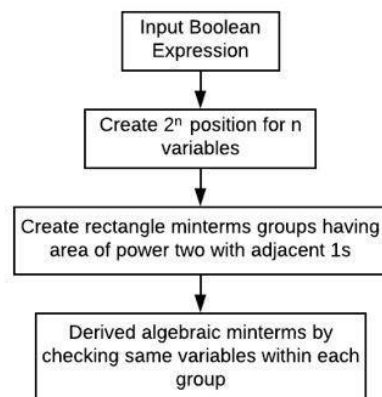 Input Boolean
Expression
Create 2ⁿ position for n
variables
Create rectangle minterms groups having
area of power two with adjacent 1s
Derived algebraic minterms by
checking same variables within each
group